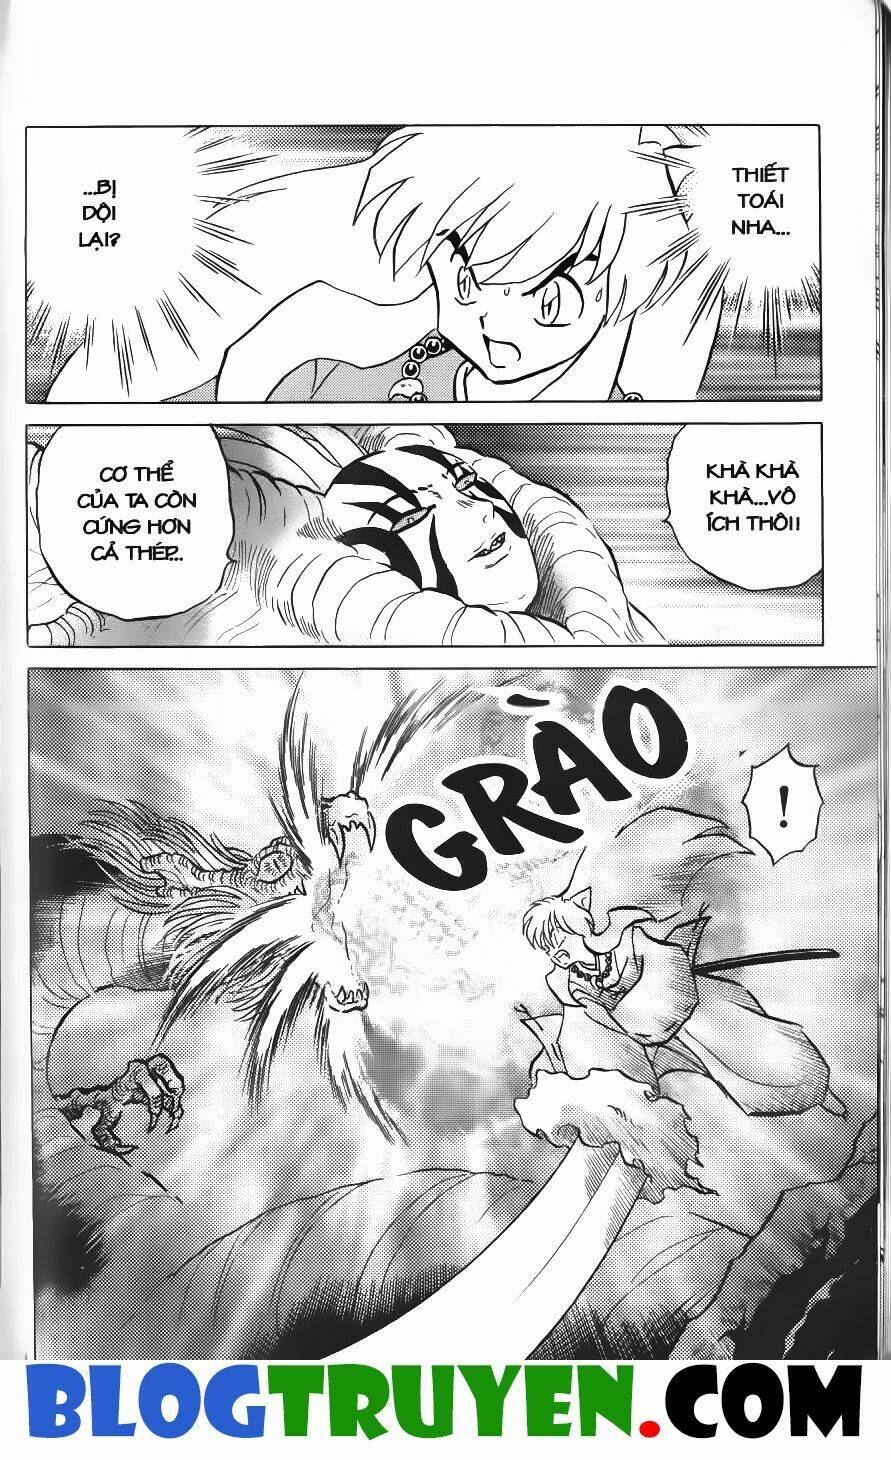 THIẾT
TOÁI
NHA...
...BỊ
DỘI
LẠI?
KHÀ KHÀ
KHÀ...VÔ
ÍCH THÔI!
CƠ THỂ
CỦA TA CÒN
CỨNG HƠN
CẢ THÉP...
GRÀO
!
BLOGTRUYEN.COM